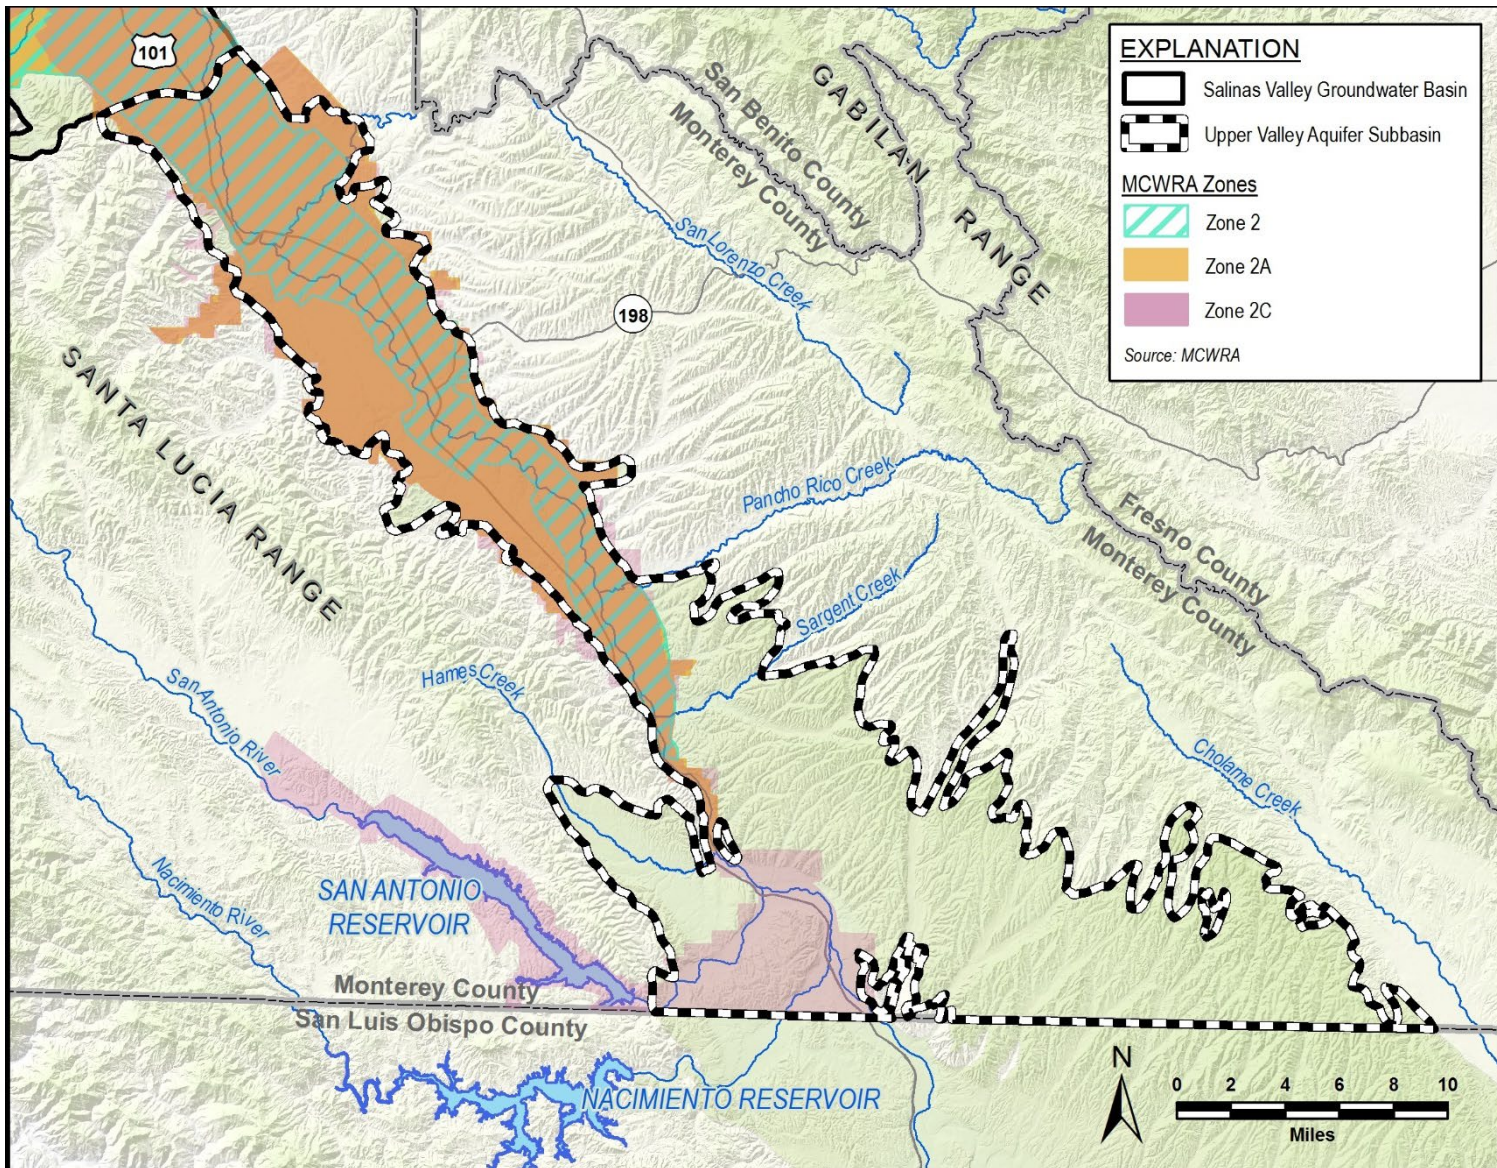 EXPLANATION
Salinas Valley Groundwater Basin
Upper Valley Aquifer Subbasin
MCWRA Zones
Zone 2
Zone 2A
Zone 2C
Source: MCWRA
101
198
GABILAN
RANGE
San Benito County
Monterey County
San Lorenzo Creek
SANTA LUCIA RANGE
Pancho Rico Creek
Fresno County
Monterey County
Sargent Creek
Hames Creek
San Antonio River
Cholame Creek
Nacimiento River
SAN ANTONIO
RESERVOIR
Monterey County
San Luis Obispo County
NACIMIENTO RESERVOIR
N
0 2 4 6 8 10
Miles